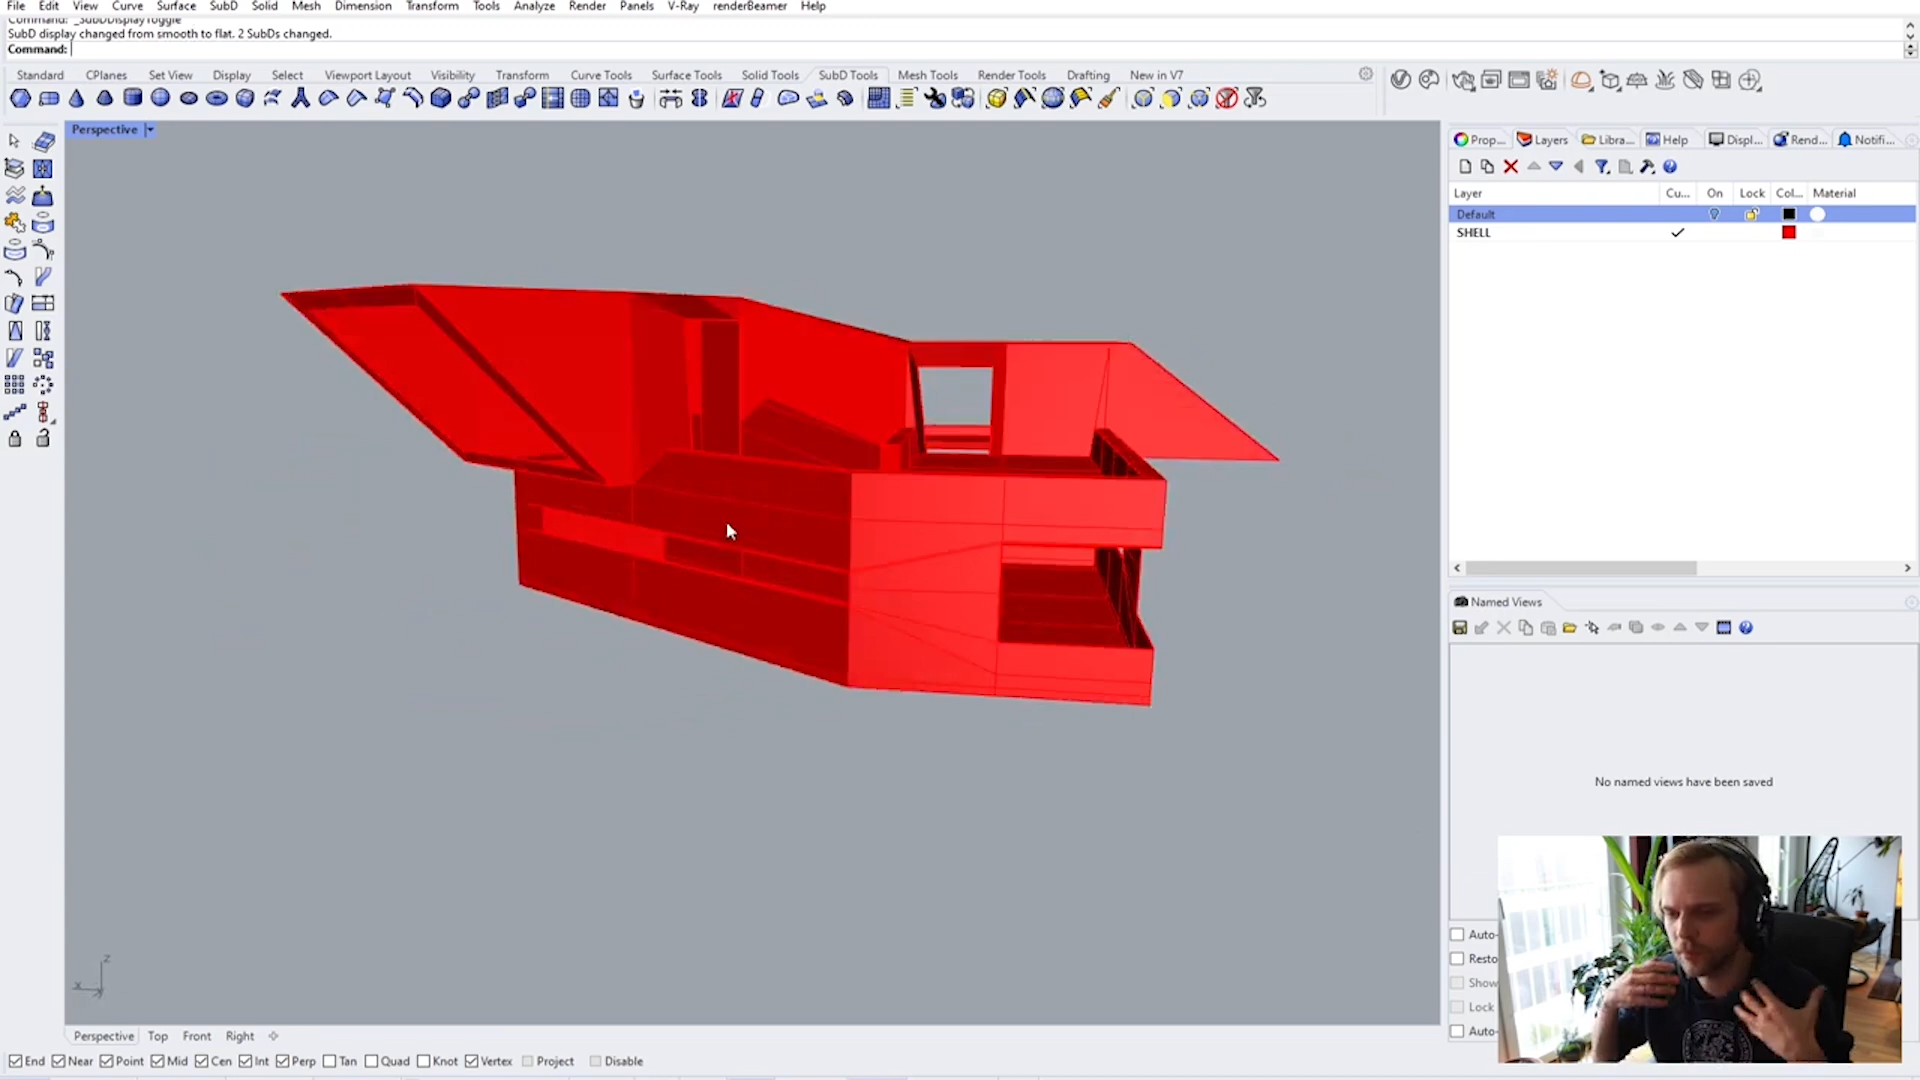 File Edit View Curve Surface SubD Solid Mesh Dimension Transform Tools Analyze Render Panels V-Ray renderBeamer Help
Command: _SubDDisplayToggle
SubD display changed from smooth to flat. 2 SubDs changed.
Command:
Standard CPlanes Set View Display Select Viewport Layout Visibility Transform Curve Tools Surface Tools Solid Tools SubD Tools Mesh Tools Render Tools Drafting New in V7
Perspective
Prop... Layers Libra... Help Displ... Rend... Notifi...
Layer Cu... On Lock Col... Material
Default
SHELL
Named Views
No named views have been saved
Auto-
Resto
Show
Lock
Auto-
z
x
Perspective Top Front Right
End Near Point Mid Cen Int Perp Tan Quad Knot Vertex Project Disable